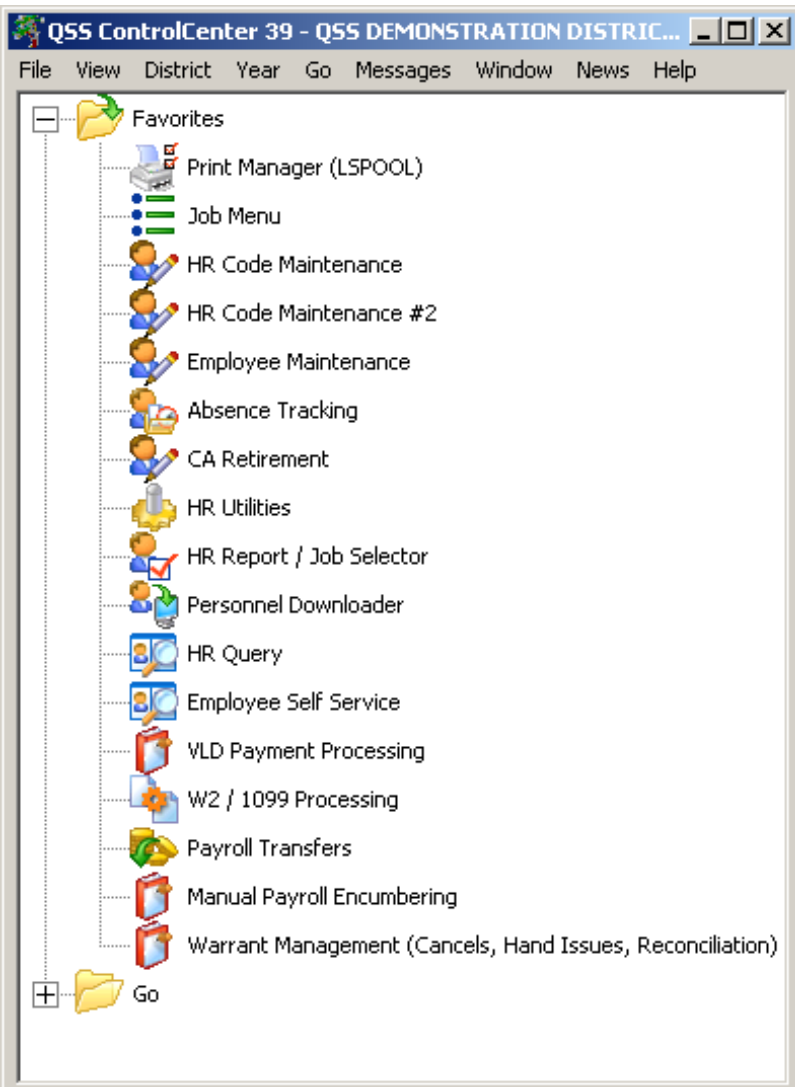 QSS ControlCenter 39 - QSS DEMONSTRATION DISTRIC...
File View District Year Go Messages Window News Help
Favorites
Print Manager (LSPOOL)
Job Menu
HR Code Maintenance
HR Code Maintenance #2
Employee Maintenance
Absence Tracking
CA Retirement
HR Utilities
HR Report / Job Selector
Personnel Downloader
HR Query
Employee Self Service
VLD Payment Processing
W2 / 1099 Processing
Payroll Transfers
Manual Payroll Encumbering
Warrant Management (Cancels, Hand Issues, Reconciliation)
Go